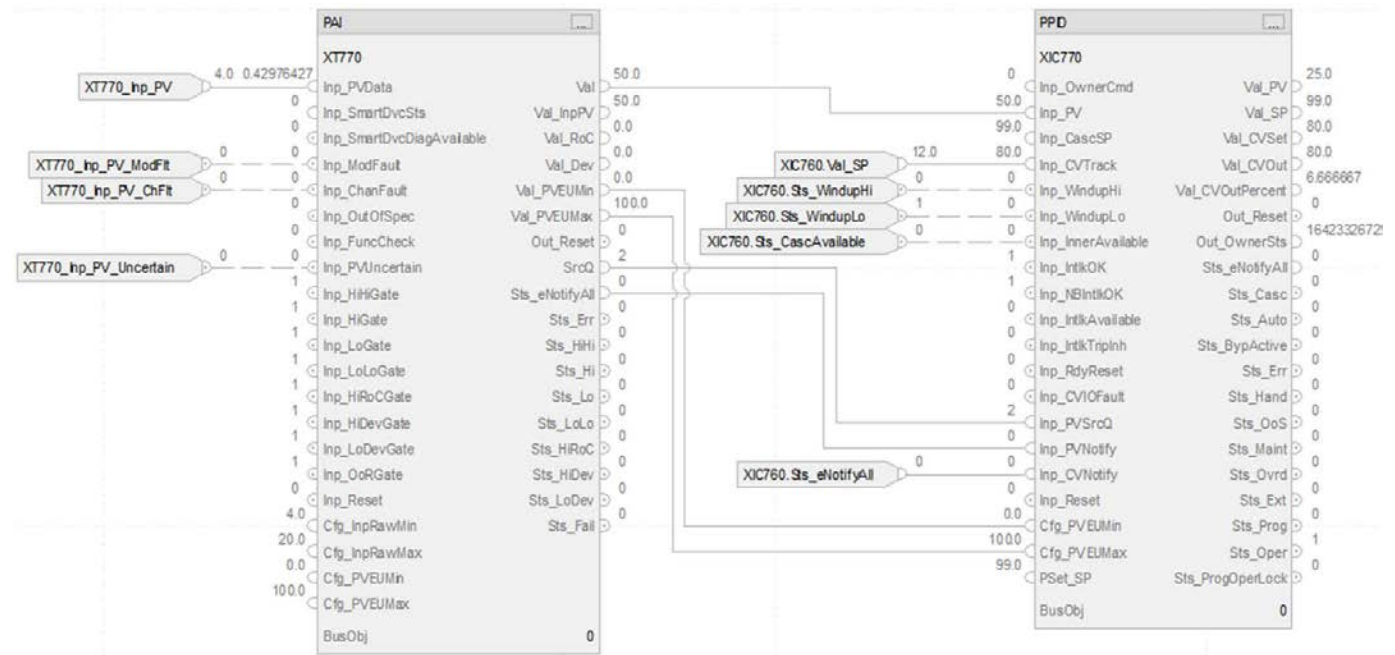 PAI ...
XT770
XT770_Inp_PV 4.0 0.42976427 Inp_PVData Val 50.0
0 Inp_SmartDvcSts Val_InpPV 50.0
0 Inp_SmartDvcDiagAvailable Val_RoC 0.0
XT770_Inp_PV_ModFlt 0 0 Inp_ModFault Val_Dev 0.0
XT770_Inp_PV_ChFlt 0 0 Inp_ChanFault Val_PVEUMin 0.0
0 Inp_OutOfSpec Val_PVEUMax 100.0
0 Inp_FuncCheck Out_Reset 0
XT770_Inp_PV_Uncertain 0 0 Inp_PVUncertain SrcQ 2
1 Inp_HiHiGate Sts_eNotifyAll 0
1 Inp_HiGate Sts_Err 0
1 Inp_LoGate Sts_HiHi 0
1 Inp_LoLoGate Sts_Hi 0
1 Inp_HiRoCGate Sts_Lo 0
1 Inp_HiDevGate Sts_LoLo 0
1 Inp_LoDevGate Sts_HiRoC 0
1 Inp_OoRGate Sts_HiDev 0
0 Inp_Reset Sts_LoDev 0
4.0 Cfg_InpRawMin Sts_Fail 0
20.0 Cfg_InpRawMax
0.0 Cfg_PVEUMin
100.0 Cfg_PVEUMax
BusObj 0
PPID ...
XIC770
0 Inp_OwnerCmd Val_PV 25.0
50.0 Inp_PV Val_SP 99.0
99.0 Inp_CascSP Val_CVSet 80.0
XIC760.Val_SP 12.0 80.0 Inp_CVTrack Val_CVOut 80.0
XIC760.Sts_WindupHi 0 0 Inp_WindupHi Val_CVOutPercent 6.666667
XIC760.Sts_WindupLo 1 0 Inp_WindupLo Out_Reset 0
XIC760.Sts_CascAvailable 0 0 Inp_InnerAvailable Out_OwnerSts
1 Inp_IntlkOK Sts_eNotifyAll 0
1 Inp_NBIntlkOK Sts_Casc 0
0 Inp_IntlkAvailable Sts_Auto 0
0 Inp_IntlkTripInh Sts_BypActive 0
0 Inp_RdyReset Sts_Err 0
0 Inp_CVIOFault Sts_Hand 0
2 Inp_PVSrcQ Sts_OoS 0
0 Inp_PVNotify Sts_Maint 0
XIC760.Sts_eNotifyAll 0 0 Inp_CVNotify Sts_Ovrd 0
0 Inp_Reset Sts_Ext 0
0.0 Cfg_PVEUMin Sts_Prog 0
100.0 Cfg_PVEUMax Sts_Oper 1
99.0 PSet_SP Sts_ProgOperLock 0
BusObj 0